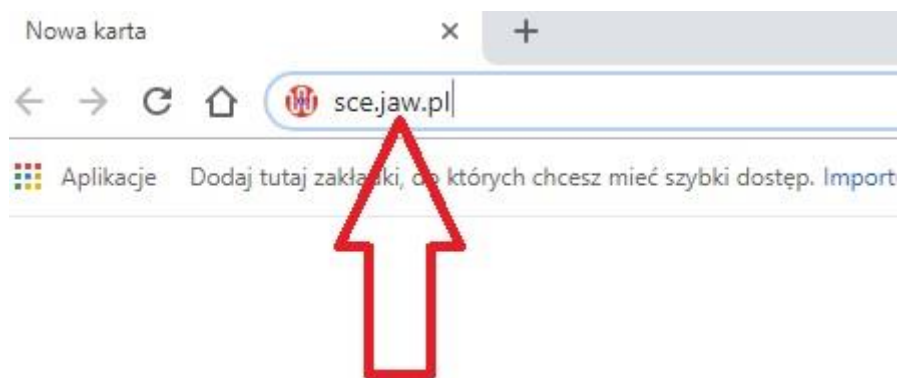 Nowa karta
sce.jaw.pl
Aplikacje Dodaj tutaj zakładki, do których chcesz mieć szybki dostęp. Import